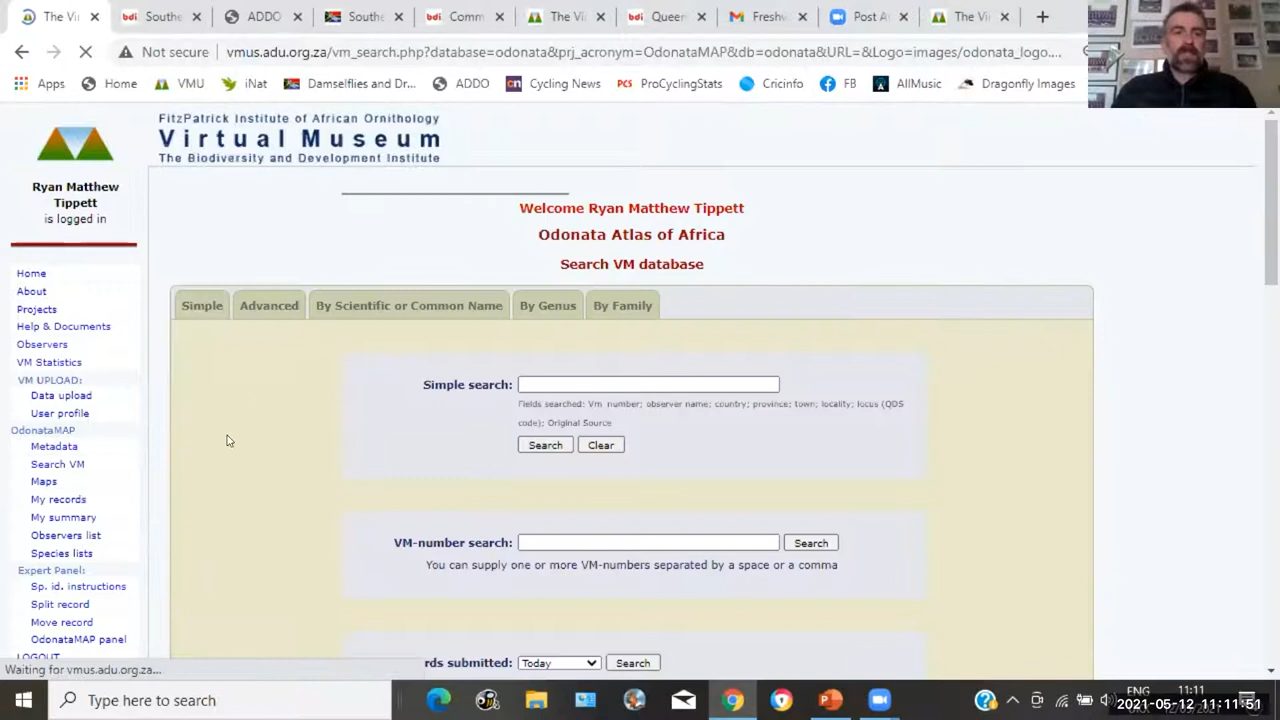 The Vi
Southe
ADDO
Southe
Comm
The Vi
Queen
Freshw
Post A
The Vi
Not secure
vmus.adu.org.za/vm_search.php?database=odonata&prj_acronym=OdonataMAP&db=odonata&URL=&Logo=images/odonata_logo....
Apps
Home
VMU
iNat
Damselflies and Dr...
ADDO
Cycling News
PCS ProCyclingStats
Cricinfo
FB
AllMusic
Dragonfly Images
FitzPatrick Institute of African Ornithology
Virtual Museum
The Biodiversity and Development Institute
Ryan Matthew
Tippett
is logged in
Home
About
Projects
Help & Documents
Observers
VM Statistics
VM UPLOAD:
Data upload
User profile
OdonataMAP
Metadata
Search VM
Maps
My records
My summary
Observers list
Species lists
Expert Panel:
Sp. id. instructions
Split record
Move record
OdonataMAP panel
LOGOUT
Welcome Ryan Matthew Tippett
Odonata Atlas of Africa
Search VM database
Simple
Advanced
By Scientific or Common Name
By Genus
By Family
Simple search:
Fields searched: Vm number; observer name; country; province; town; locality; locus (QDS
code); Original Source
Search
Clear
VM-number search:
Search
You can supply one or more VM-numbers separated by a space or a comma
rds submitted:
Today
Search
Waiting for vmus.adu.org.za...
Type here to search
ENG
11:11
2021-05-12 11:11:51